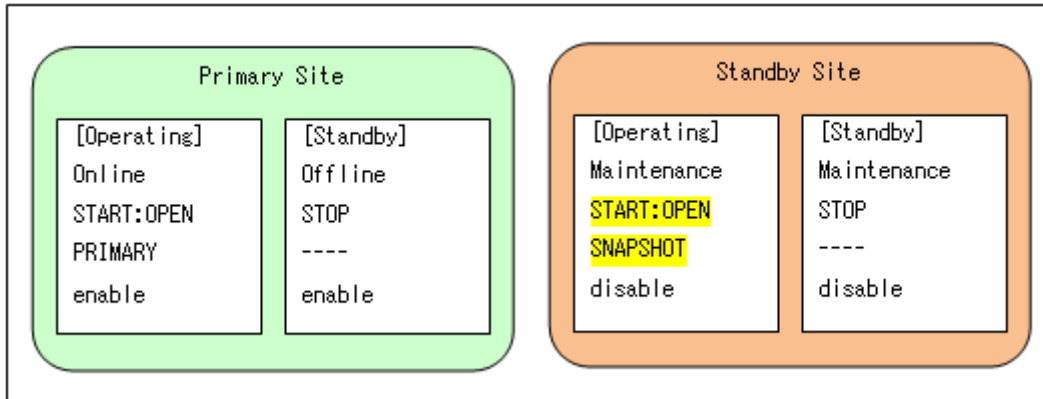 Primary Site
[Operating]
Online
START:OPEN
PRIMARY
enable
[Standby]
Offline
STOP
----
enable
Standby Site
[Operating]
Maintenance
START:OPEN
SNAPSHOT
disable
[Standby]
Maintenance
STOP
----
disable